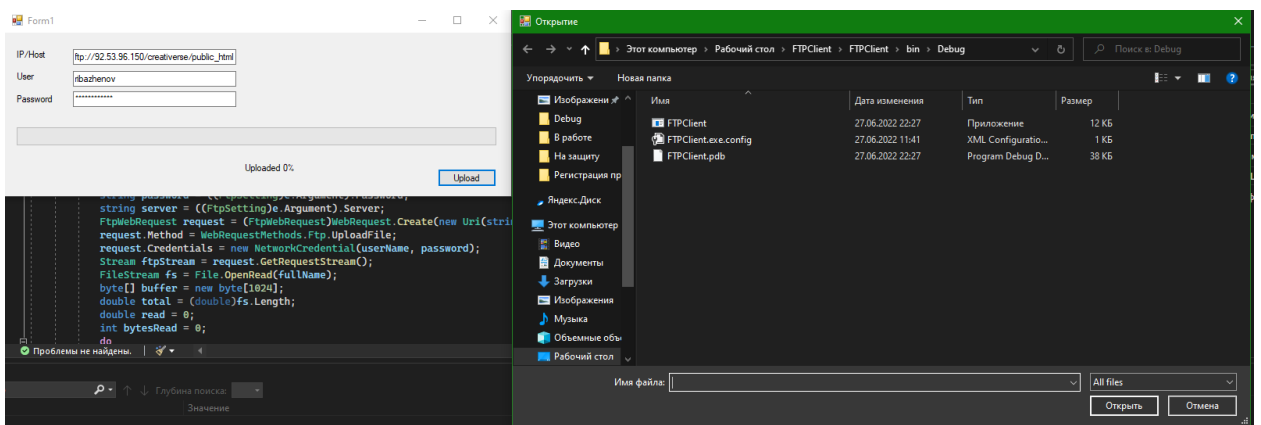 Form1
IP/Host
ftp://92.53.96.150/creativerse/public_html
User
Password
************
Uploaded 0%
Upload
string server = ((FtpSetting)e.Argument).Server;
FtpWebRequest request = (FtpWebRequest)WebRequest.Create(new Uri(stri
request.Method = WebRequestMethods.Ftp.UploadFile;
request.Credentials = new NetworkCredential(userName, password);
Stream ftpStream = request.GetRequestStream();
FileStream fs = File.OpenRead(fullName);
byte[] buffer = new byte[1024];
double total = (double)fs.Length;
double read = 0;
int bytesRead = 0;
do
Проблемы не найдены.
Глубина поиска:
Значение
Открытие
Этот компьютер > Рабочий стол > FTPClient > FTPClient > bin > Debug
Поиск в: Debug
Упорядочить Новая папка
Изображени
Debug
В работе
На защиту
Регистрация пр
Яндекс.Диск
Этот компьютер
Видео
Документы
Загрузки
Изображения
Музыка
Объемные объ
Рабочий стол
Имя Дата изменения Тип Размер
FTPClient 27.06.2022 22:27 Приложение 12 КБ
FTPClient.exe.config 27.06.2022 11:41 XML Configuratio... 1 КБ
FTPClient.pdb 27.06.2022 22:27 Program Debug D... 38 КБ
Имя файла:
All files
Открыть Отмена